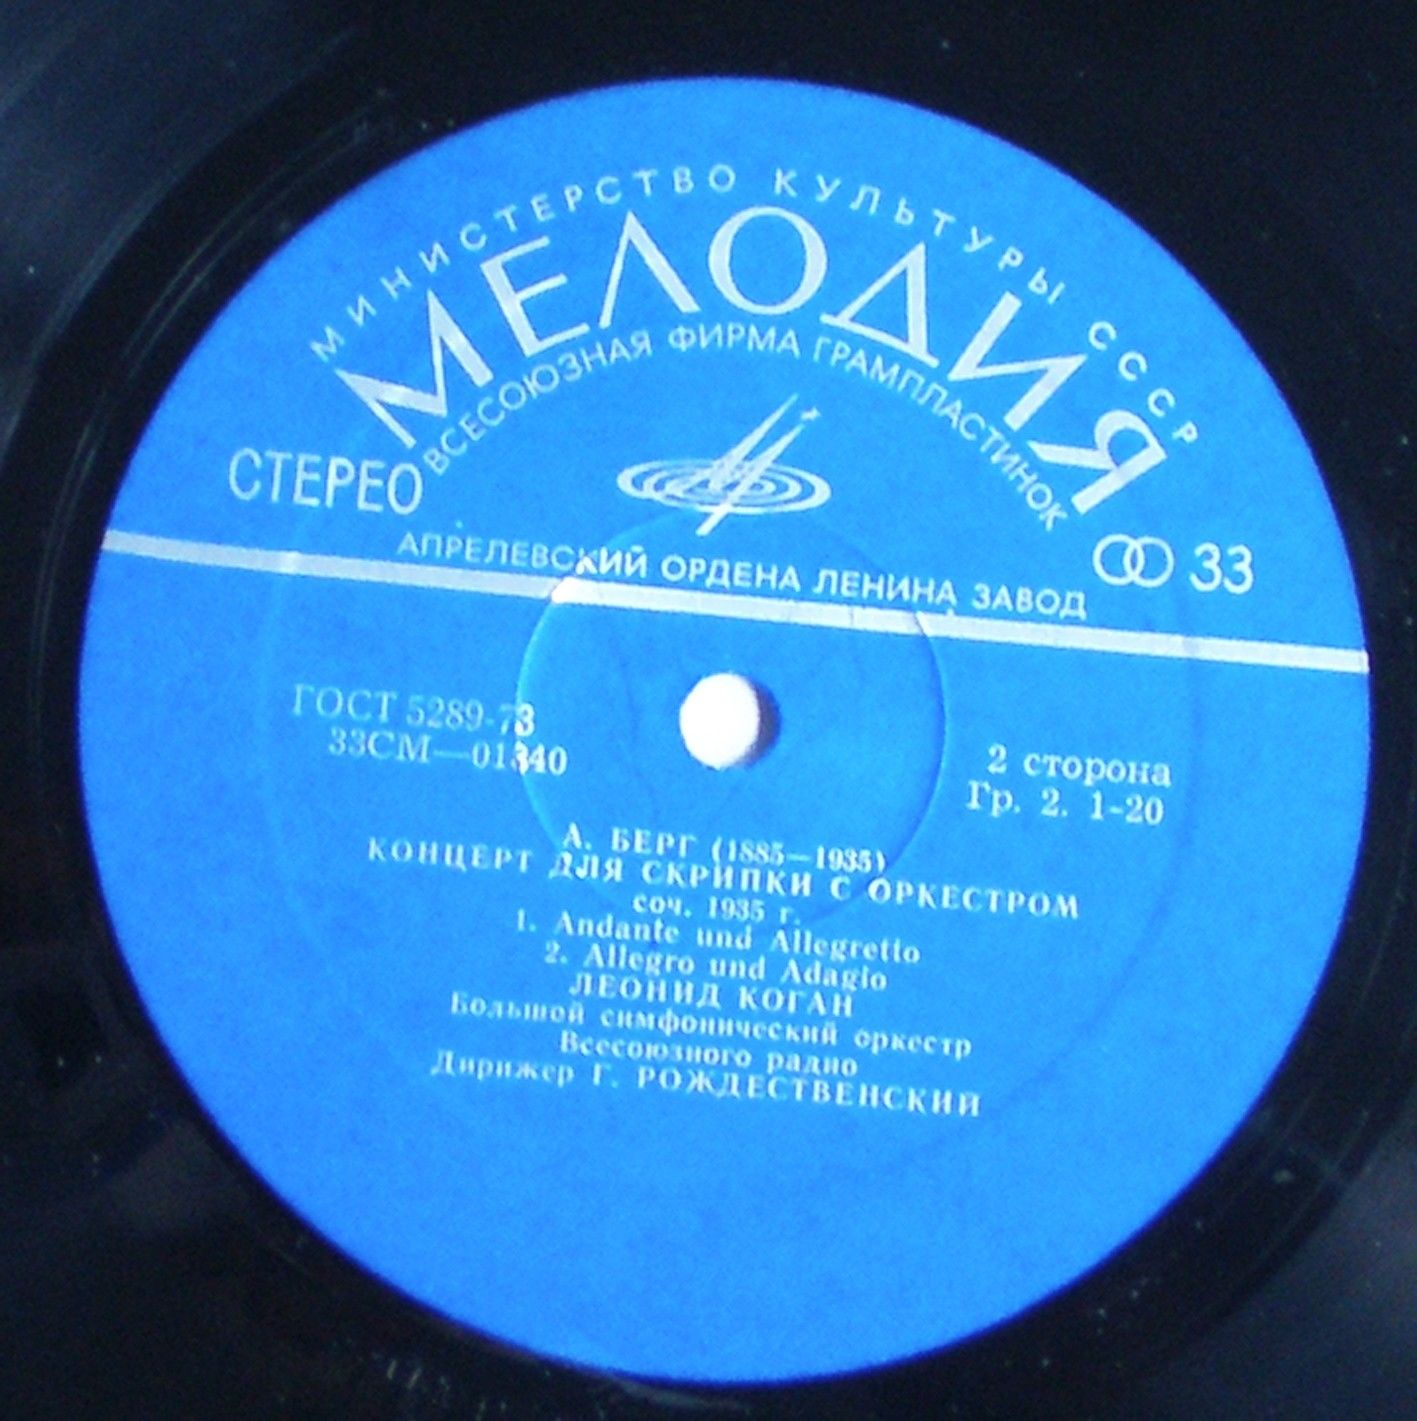 МИНИСТЕРСТВО КУЛЬТУРЫ СССР
МЕЛОДИЯ
ВСЕСОЮЗНАЯ ФИРМА ГРАМПЛАСТИНОК
СТЕРЕО
33
АПРЕЛЕВСКИЙ ОРДЕНА ЛЕНИНА ЗАВОД
ГОСТ 5289-73
33СМ—01340
2 сторона
Гр. 2. 1-20
А. БЕРГ (1885—1935)
КОНЦЕРТ ДЛЯ СКРИПКИ С ОРКЕСТРОМ
соч. 1935 г.
1. Andante und Allegretto
2. Allegro und Adagio
ЛЕОНИД КОГАН
Большой симфонический оркестр
Всесоюзного радио
Дирижер Г. РОЖДЕСТВЕНСКИЙ